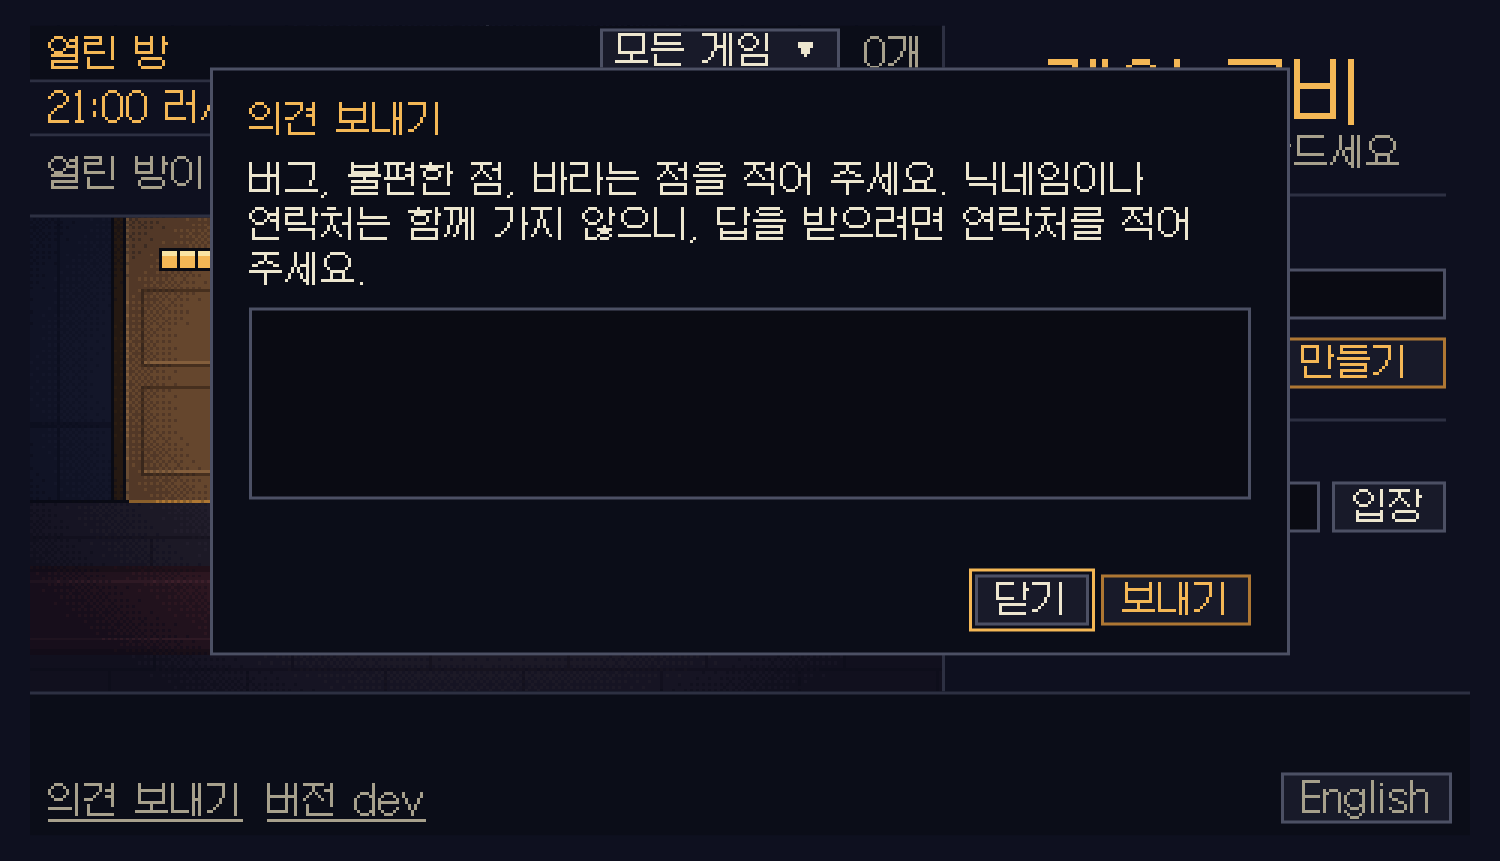 열린 방
모든 게임 ▼ 0개
21:00
열린 방이
의견 보내기
버그, 불편한 점, 바라는 점을 적어 주세요. 닉네임이나
연락처는 함께 가지 않으니, 답을 받으려면 연락처를 적어
주세요.
만들기
입장
닫기 보내기
의견 보내기 버전 dev
English